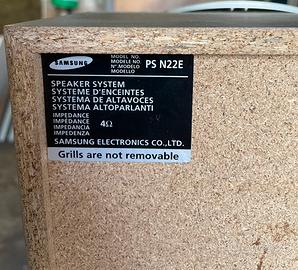 SAMSUNG
MODEL NO.
MODELE NO
N°.MODELO
MODELLO
PS N22E
SPEAKER SYSTEM
SYSTEME D'ENCEINTES
SYSTEMA DE ALTAVOCES
SYSTEMA ALTOPARLANTI
IMPEDANCE
IMPEDANCE
IMPEDANCIA
IMPEDENZA
4Ω
SAMSUNG ELECTRONICS CO.,LTD.
Grills are not removable